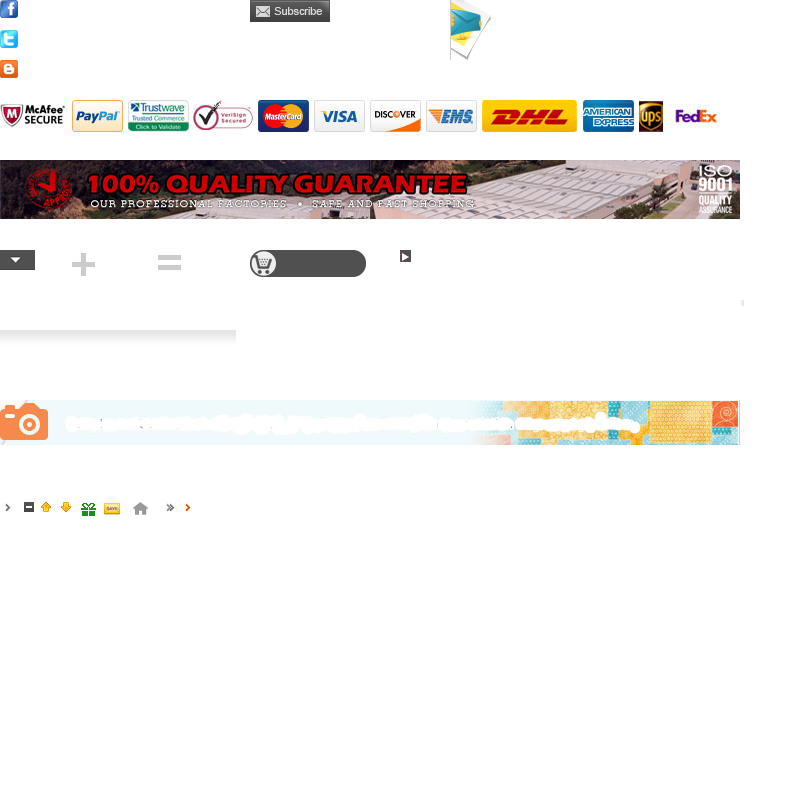 Subscribe
McAfee SECURE
PayPal
Trustwave
Trusted Commerce
Click to Validate
VeriSign Secured
MasterCard
VISA
DISCOVER
EMS
DHL
AMERICAN EXPRESS
ups
FedEx
APPROVED
100% QUALITY GUARANTEE
OUR PROFESSIONAL FACTORIES • SAFE AND FAST SHOPPING
ISO
9001
QUALITY
ASSURANCE
SAVE